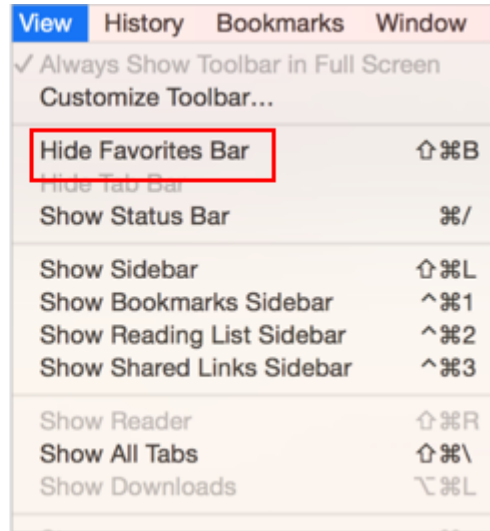 View History Bookmarks Window
✓ Always Show Toolbar in Full Screen
Customize Toolbar...
Hide Favorites Bar ⇧⌘B
Hide Tab Bar
Show Status Bar ⌘/
Show Sidebar ⇧⌘L
Show Bookmarks Sidebar ^⌘1
Show Reading List Sidebar ^⌘2
Show Shared Links Sidebar ^⌘3
Show Reader ⇧⌘R
Show All Tabs ⇧⌘\
Show Downloads ⌥⌘L